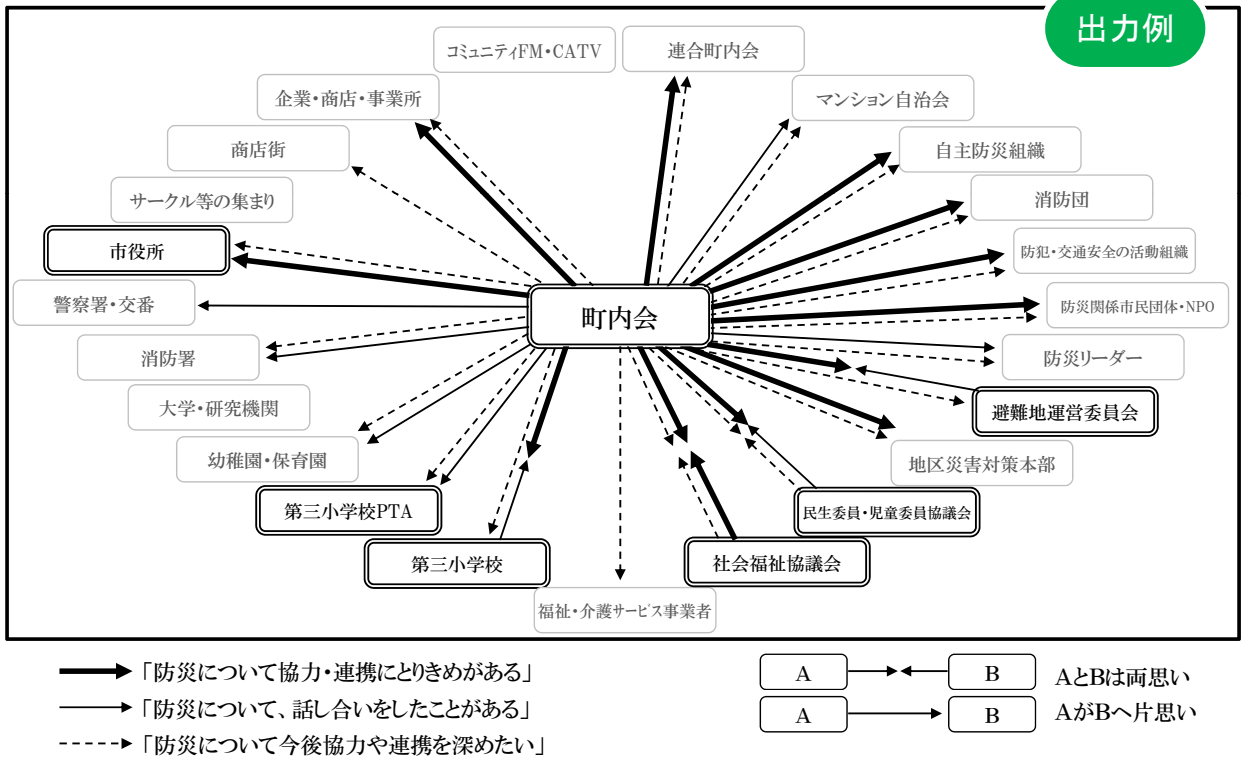 出力例
コミュニティFM・CATV
連合町内会
企業・商店・事業所
マンション自治会
商店街
自主防災組織
サークル等の集まり
消防団
市役所
防犯・交通安全の活動組織
警察署・交番
防災関係市民団体・NPO
町内会
消防署
防災リーダー
大学・研究機関
避難地運営委員会
幼稚園・保育園
地区災害対策本部
第三小学校PTA
民生委員・児童委員協議会
第三小学校
社会福祉協議会
福祉・介護サービス事業者
「防災について協力・連携にとりきめがある」
A B AとBは両思い
「防災について、話し合いをしたことがある」
A B AがBへ片思い
「防災について今後協力や連携を深めたい」